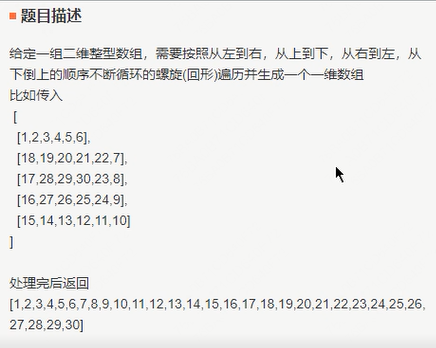 题目描述
给定一组二维整型数组，需要按照从左到右，从上到下，从右到左，从
下倒上的顺序不断循环的螺旋(回形)遍历并生成一个一维数组
比如传入
[
[1,2,3,4,5,6],
[18,19,20,21,22,7],
[17,28,29,30,23,8],
[16,27,26,25,24,9],
[15,14,13,12,11,10]
]
处理完后返回
[1,2,3,4,5,6,7,8,9,10,11,12,13,14,15,16,17,18,19,20,21,22,23,24,25,26,
27,28,29,30]